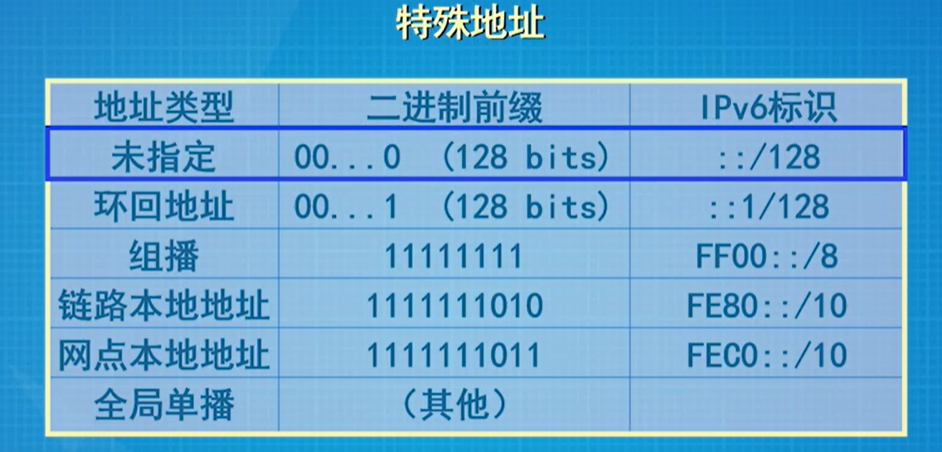 特殊地址
地址类型 二进制前缀 IPv6标识
未指定 00...0 (128 bits) ::/128
环回地址 00...1 (128 bits) ::1/128
组播 11111111 FF00::/8
链路本地地址 1111111010 FE80::/10
网点本地地址 1111111011 FEC0::/10
全局单播 （其他）